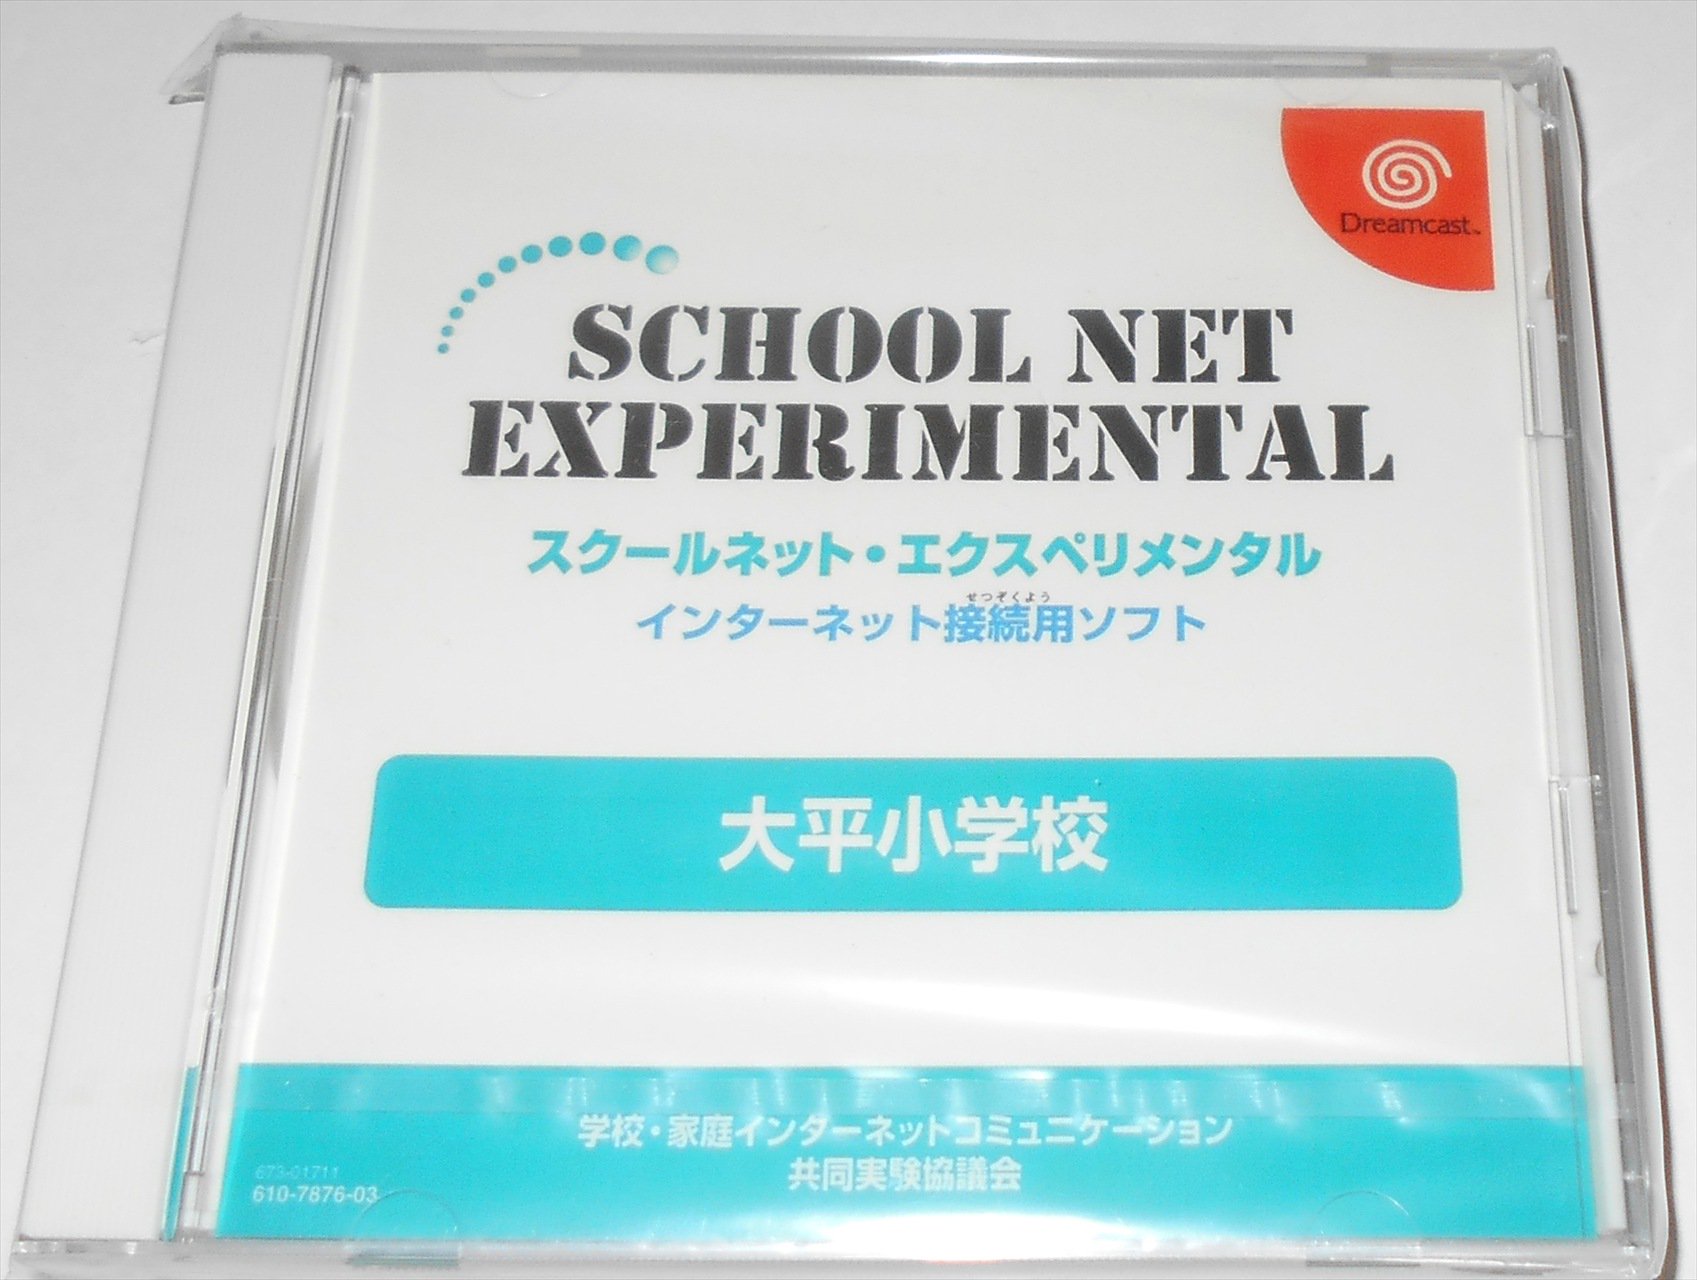 Dreamcast™
SCHOOL NET
EXPERIMENTAL
スクールネット・エクスペリメンタル
せつぞくよう
インターネット接続用ソフト
大平小学校
学校・家庭インターネットコミュニケーション
共同実験協議会
673-01711
610-7876-03